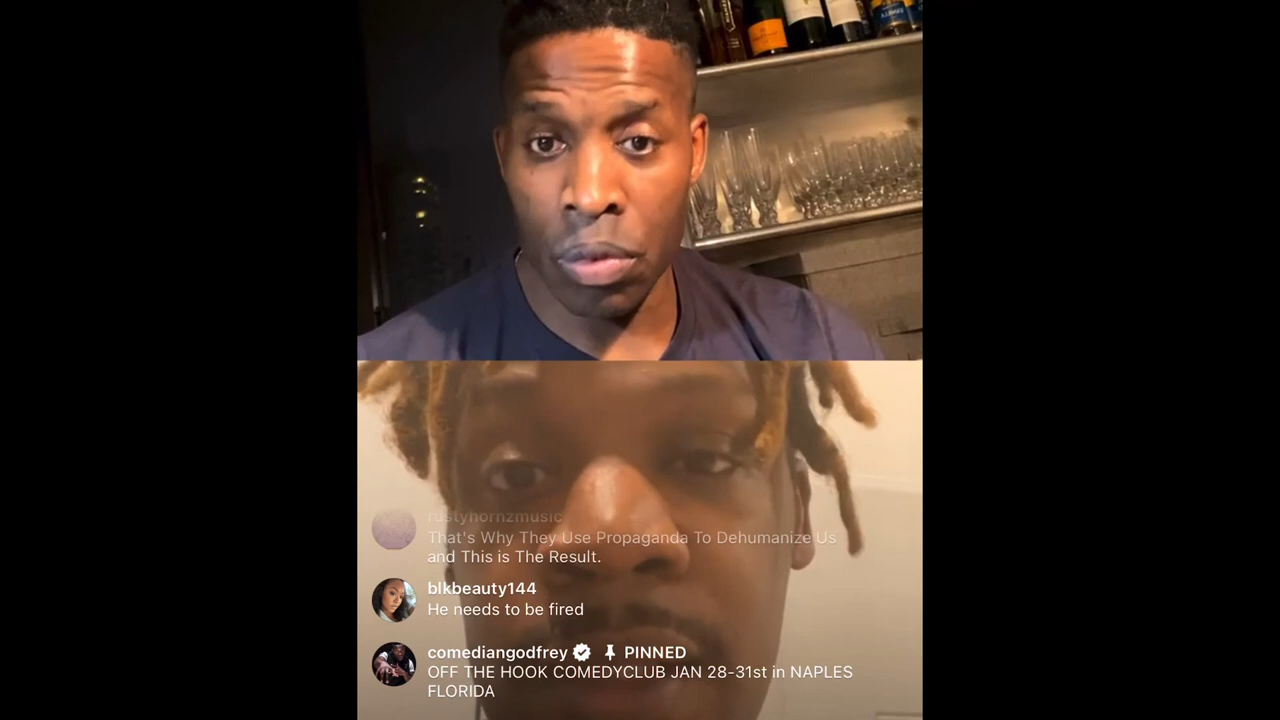 rustyhornzmusic
That's Why They Use Propaganda To Dehumanize Us
and This is The Result.
blkbeauty144
He needs to be fired
comediangodfrey PINNED
OFF THE HOOK COMEDYCLUB JAN 28-31st in NAPLES
FLORIDA